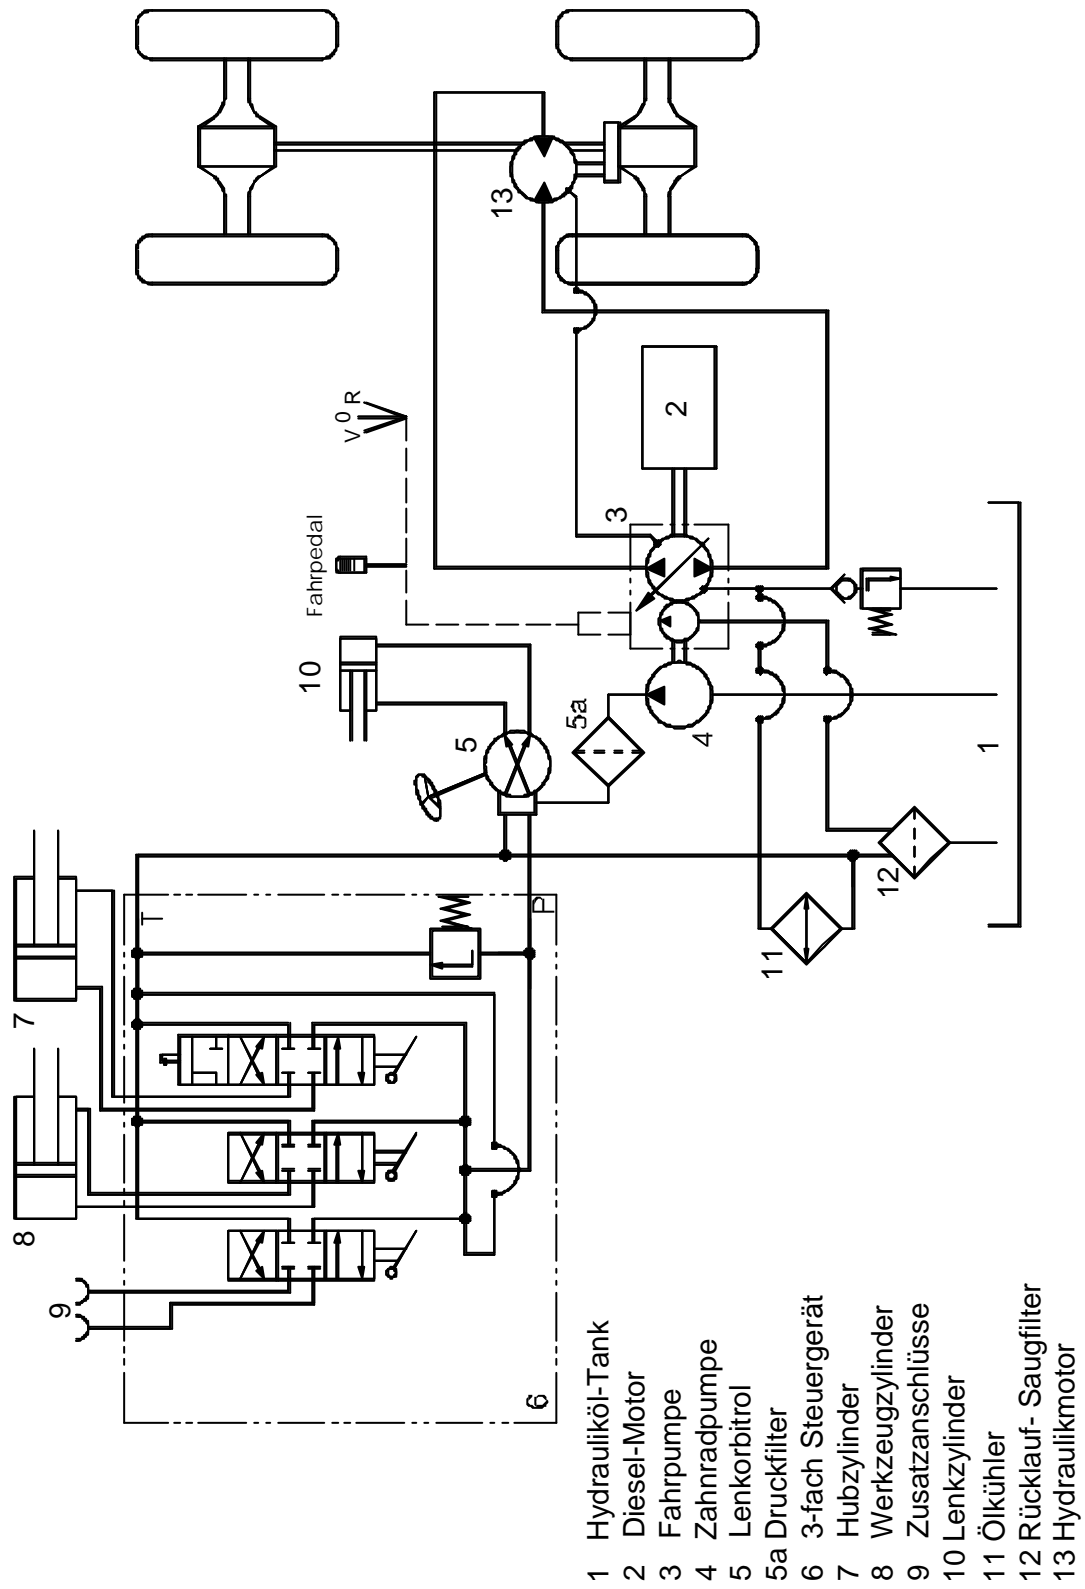 7
8
9
10
Fahrpedal
V 0 R
13
5
5a
3
2
4
T
P
6
11
12
1
1 Hydrauliköl-Tank
2 Diesel-Motor
3 Fahrpumpe
4 Zahnradpumpe
5 Lenkorbitrol
5a Druckfilter
6 3-fach Steuergerät
7 Hubzylinder
8 Werkzeugzylinder
9 Zusatzanschlüsse
10 Lenkzylinder
11 Ölkühler
12 Rücklauf- Saugfilter
13 Hydraulikmotor